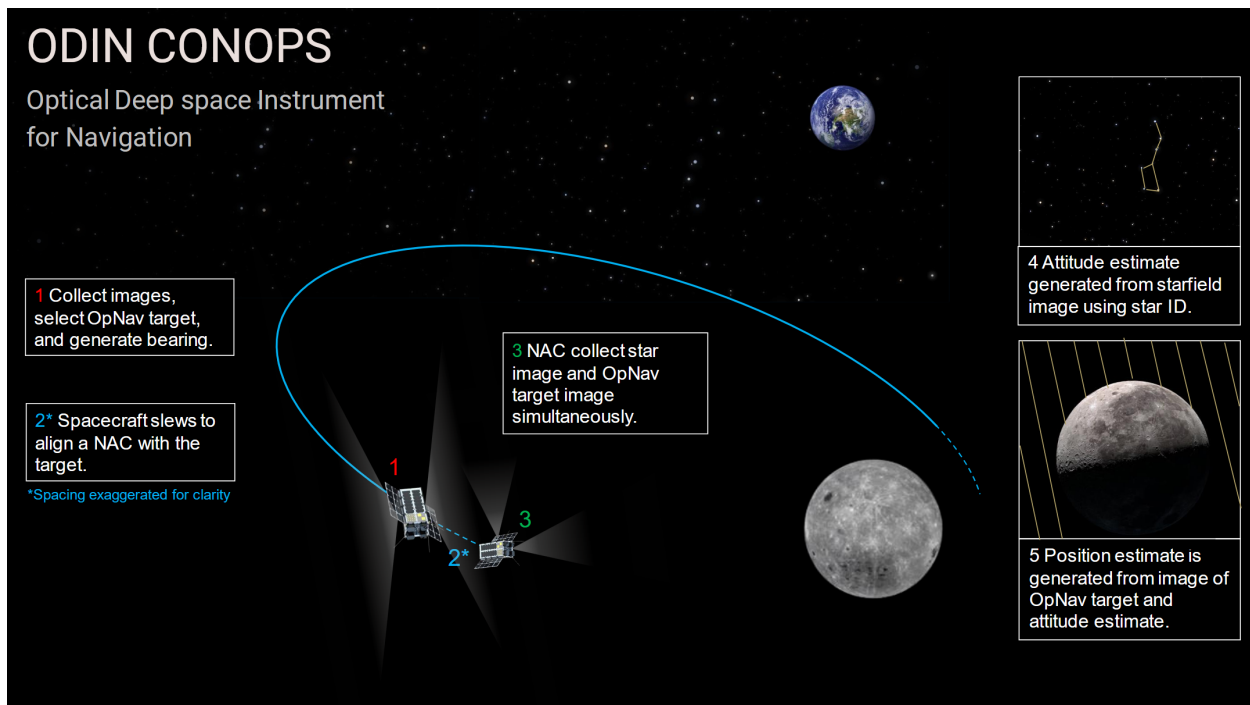 ODIN CONOPS
Optical Deep space Instrument
for Navigation
1 Collect images,
select OpNav target,
and generate bearing.
2* Spacecraft slews to
align a NAC with the
target.
*Spacing exaggerated for clarity
3 NAC collect star
image and OpNav
target image
simultaneously.
1
2*
3
4 Attitude estimate
generated from starfield
image using star ID.
5 Position estimate is
generated from image of
OpNav target and
attitude estimate.